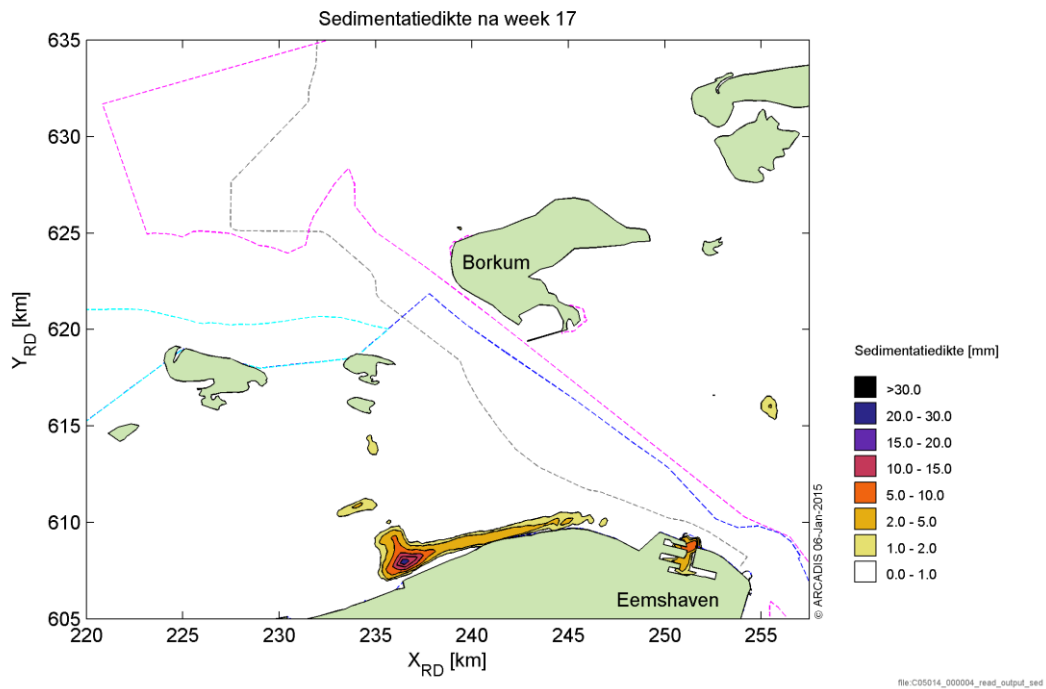 Sedimentatiedikte na week 17
635
630
625
620
615
610
605
Y_RD [km]
220
225
230
235
240
245
250
255
X_RD [km]
Borkum
Eemshaven
© ARCADIS 06-Jan-2015
Sedimentatiedikte [mm]
>30.0
20.0 - 30.0
15.0 - 20.0
10.0 - 15.0
5.0 - 10.0
2.0 - 5.0
1.0 - 2.0
0.0 - 1.0
file:C05014_000004_read_output_sed